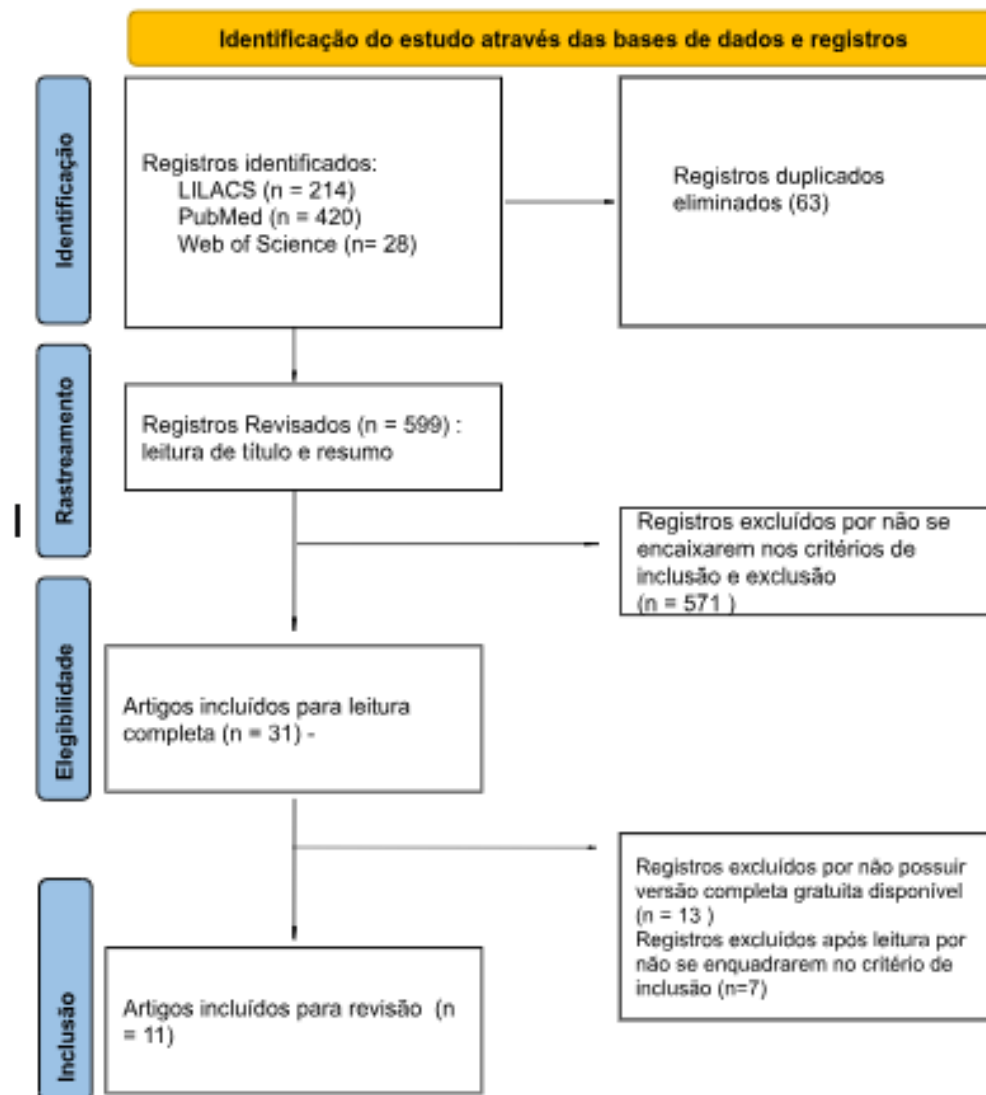 Identificação do estudo através das bases de dados e registros
Identificação
Registros identificados:
LILACS (n = 214)
PubMed (n = 420)
Web of Science (n= 28)
Registros duplicados
eliminados (63)
Rastreamento
Registros Revisados (n = 599) :
leitura de título e resumo
Registros excluídos por não se
encaixarem nos critérios de
inclusão e exclusão
(n = 571 )
Elegibilidade
Artigos incluídos para leitura
completa (n = 31) -
Registros excluídos por não possuir
versão completa gratuita disponível
(n = 13 )
Registros excluídos após leitura por
não se enquadrarem no critério de
inclusão (n=7)
Inclusão
Artigos incluídos para revisão (n
= 11)